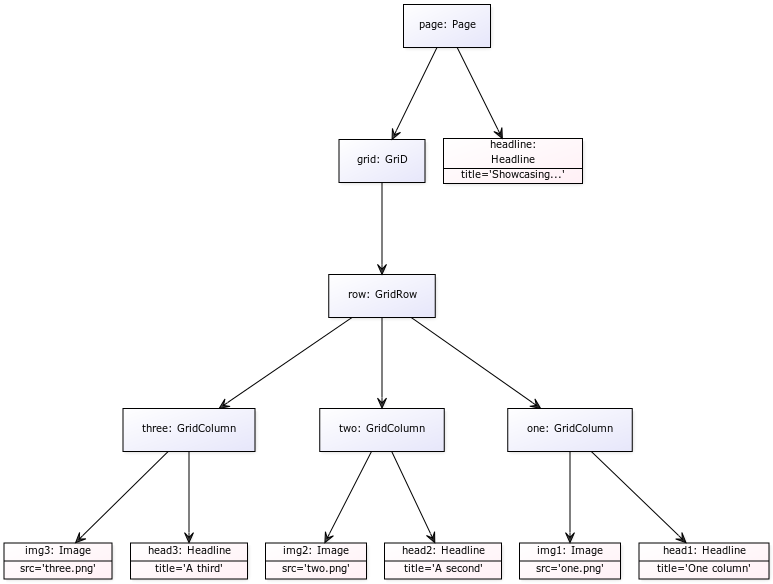 page: Page
grid: GriD
headline:
Headline
title='Showcasing...'
row: GridRow
three: GridColumn
two: GridColumn
one: GridColumn
img3: Image
src='three.png'
head3: Headline
title='A third'
img2: Image
src='two.png'
head2: Headline
title='A second'
img1: Image
src='one.png'
head1: Headline
title='One column'